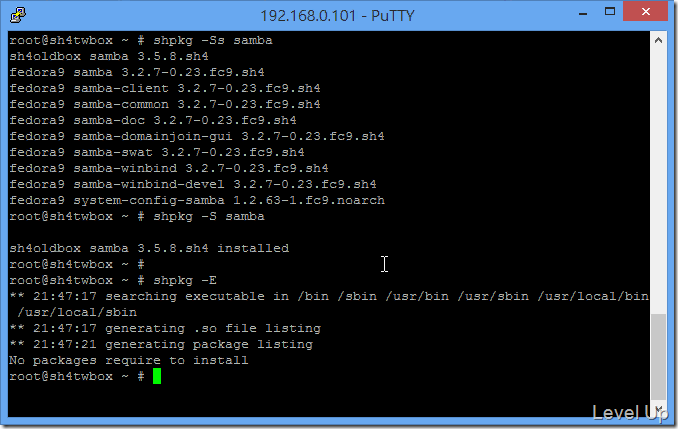 192.168.0.101 - PuTTY
root@sh4twbox ~ # shpkg -Ss samba
sh4oldbox samba 3.5.8.sh4
fedora9 samba 3.2.7-0.23.fc9.sh4
fedora9 samba-client 3.2.7-0.23.fc9.sh4
fedora9 samba-common 3.2.7-0.23.fc9.sh4
fedora9 samba-doc 3.2.7-0.23.fc9.sh4
fedora9 samba-domainjoin-gui 3.2.7-0.23.fc9.sh4
fedora9 samba-swat 3.2.7-0.23.fc9.sh4
fedora9 samba-winbind 3.2.7-0.23.fc9.sh4
fedora9 samba-winbind-devel 3.2.7-0.23.fc9.sh4
fedora9 system-config-samba 1.2.63-1.fc9.noarch
root@sh4twbox ~ # shpkg -S samba
sh4oldbox samba 3.5.8.sh4 installed
root@sh4twbox ~ #
root@sh4twbox ~ # shpkg -E
** 21:47:17 searching executable in /bin /sbin /usr/bin /usr/sbin /usr/local/bin
/usr/local/sbin
** 21:47:17 generating .so file listing
** 21:47:21 generating package listing
No packages require to install
root@sh4twbox ~ #
Level Up